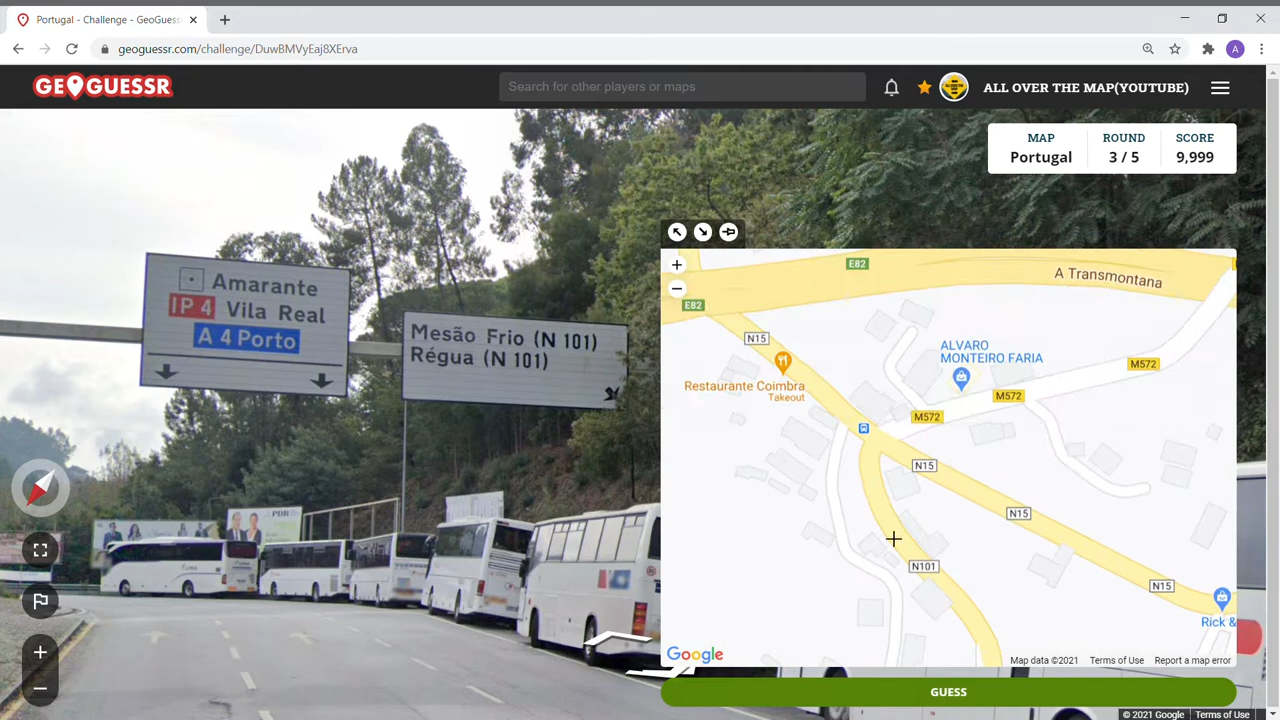 Portugal - Challenge - GeoGuess
geoguessr.com/challenge/DuwBMVyEaj8XErva
A
GEOGUESSR
Search for other players or maps
ALL OVER THE MAP(YOUTUBE)
MAP
ROUND
SCORE
Portugal
3 / 5
9,999
Amarante
IP 4 Vila Real
A 4 Porto
Mesão Frio (N 101)
Régua (N 101)
PDR
E82
A Transmontana
E82
N15
ALVARO
MONTEIRO FARIA
M572
Restaurante Coimbra
Takeout
M572
M572
N15
N15
N101
N15
Rick &
Google
Map data ©2021
Terms of Use
Report a map error
GUESS
© 2021 Google
Terms of Use